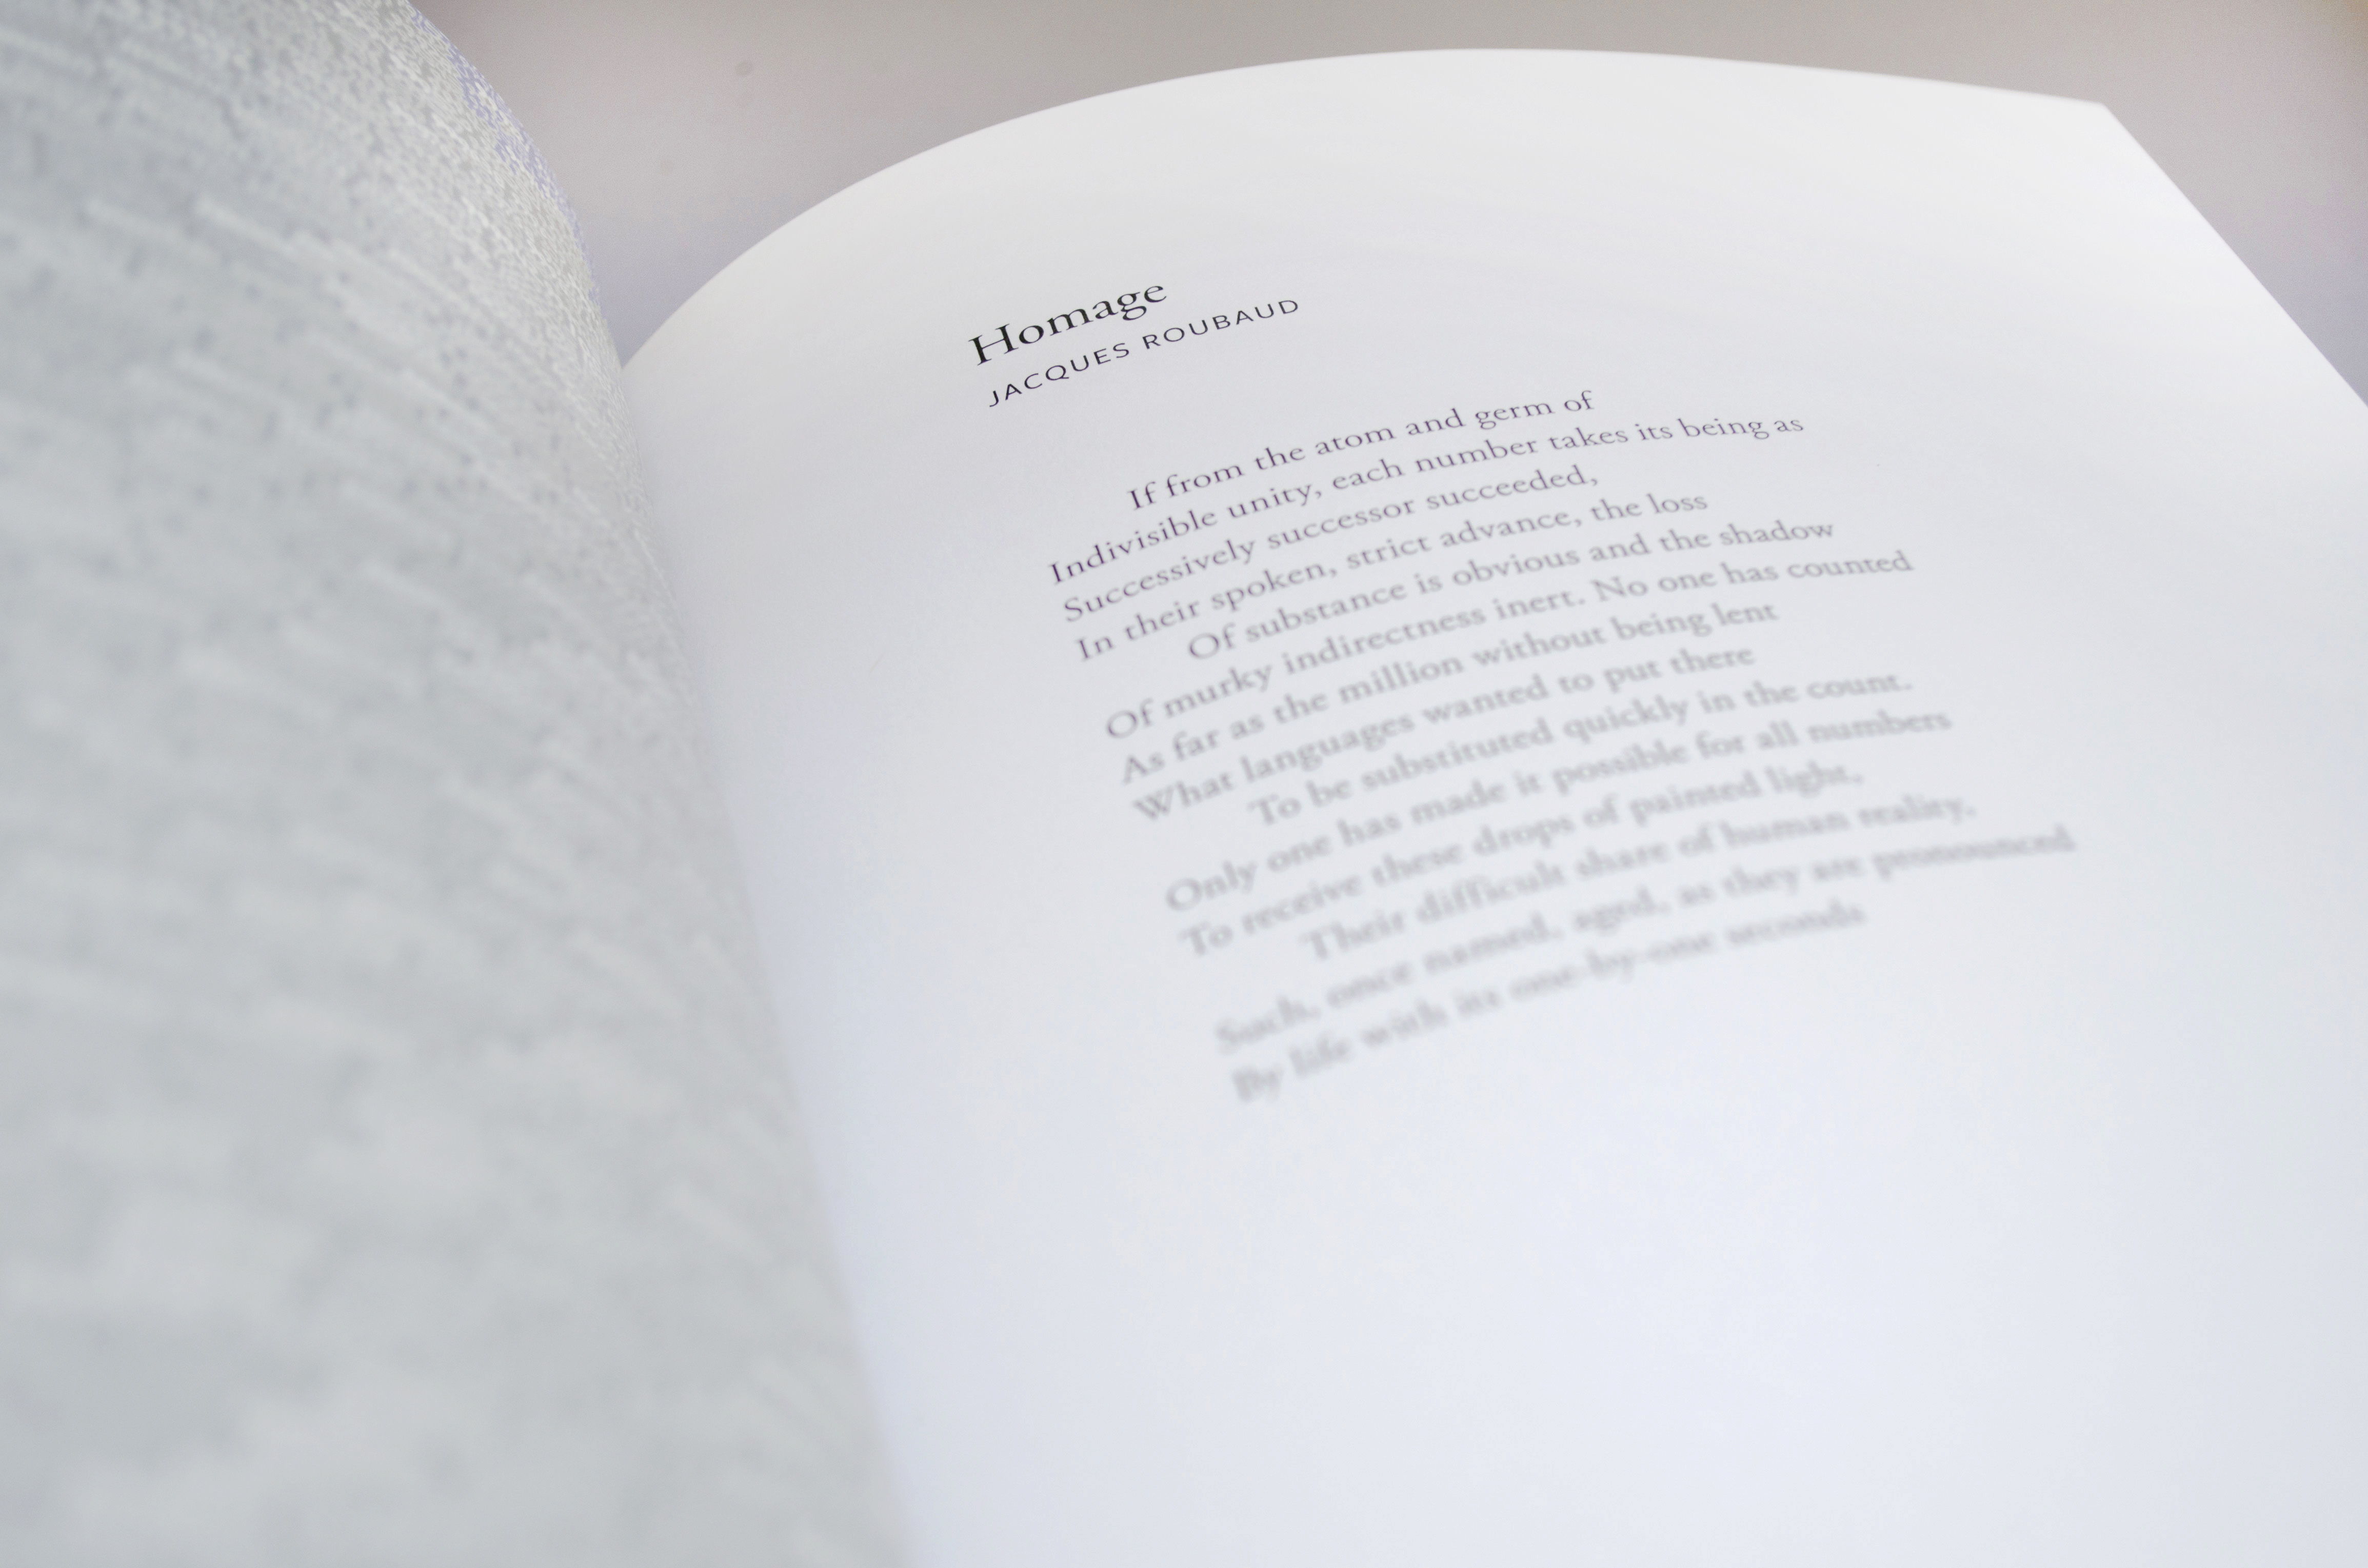 Homage
JACQUES ROUBAUD
If from the atom and germ of
Indivisible unity, each number takes its being as
Successively successor succeeded,
In their spoken, strict advance, the loss
Of substance is obvious and the shadow
Of murky indirectness inert. No one has counted
As far as the million without being lent
What languages wanted to put there
To be substituted quickly in the count.
Only one has made it possible for all numbers
To receive these drops of painted light,
Their difficult share of human reality,
Such, once named, aged, as they are pronounced
By life with its one-by-one seconds